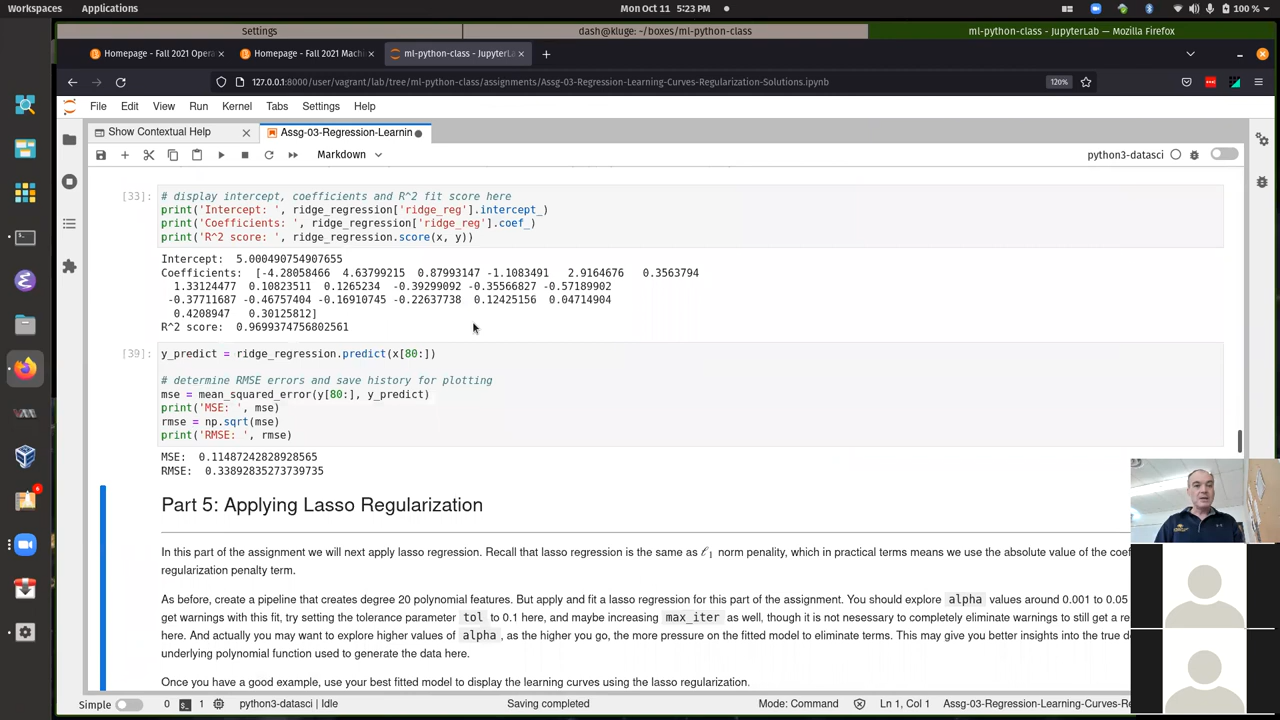 Workspaces Applications Mon Oct 11 5:23 PM 100 %
Settings dash@kluge: ~/boxes/ml-python-class ml-python-class - JupyterLab — Mozilla Firefox
Homepage - Fall 2021 Opera Homepage - Fall 2021 Machi ml-python-class - JupyterLa
127.0.0.1:8000/user/vagrant/lab/tree/ml-python-class/assignments/Assg-03-Regression-Learning-Curves-Regularization-Solutions.ipynb 120%
File Edit View Run Kernel Tabs Settings Help
Show Contextual Help Assg-03-Regression-Learnin
Markdown python3-datasci
[33]: # display intercept, coefficients and R^2 fit score here
print('Intercept: ', ridge_regression['ridge_reg'].intercept_)
print('Coefficients: ', ridge_regression['ridge_reg'].coef_)
print('R^2 score: ', ridge_regression.score(x, y))
Intercept: 5.000490754907655
Coefficients: [-4.28058466 4.63799215 0.87993147 -1.1083491 2.9164676 0.3563794
1.33124477 0.10823511 0.1265234 -0.39299092 -0.35566827 -0.57189902
-0.37711687 -0.46757404 -0.16910745 -0.22637738 0.12425156 0.04714904
0.4208947 0.30125812]
R^2 score: 0.9699374756802561
[39]: y_predict = ridge_regression.predict(x[80:])
# determine RMSE errors and save history for plotting
mse = mean_squared_error(y[80:], y_predict)
print('MSE: ', mse)
rmse = np.sqrt(mse)
print('RMSE: ', rmse)
MSE: 0.11487242828928565
RMSE: 0.33892835273739735
Part 5: Applying Lasso Regularization
In this part of the assignment we will next apply lasso regression. Recall that lasso regression is the same as ℓ1 norm penality, which in practical terms means we use the absolute value of the coef
regularization penalty term.
As before, create a pipeline that creates degree 20 polynomial features. But apply and fit a lasso regression for this part of the assignment. You should explore alpha values around 0.001 to 0.05
get warnings with this fit, try setting the tolerance parameter tol to 0.1 here, and maybe increasing max_iter as well, though it is not nesessary to completely eliminate warnings to still get a re
here. And actually you may want to explore higher values of alpha , as the higher you go, the more pressure on the fitted model to eliminate terms. This may give you better insights into the true d
underlying polynomial function used to generate the data here.
Once you have a good example, use your best fitted model to display the learning curves using the lasso regularization.
Simple 0 1 python3-datasci | Idle Saving completed Mode: Command Ln 1, Col 1 Assg-03-Regression-Learning-Curves-Re